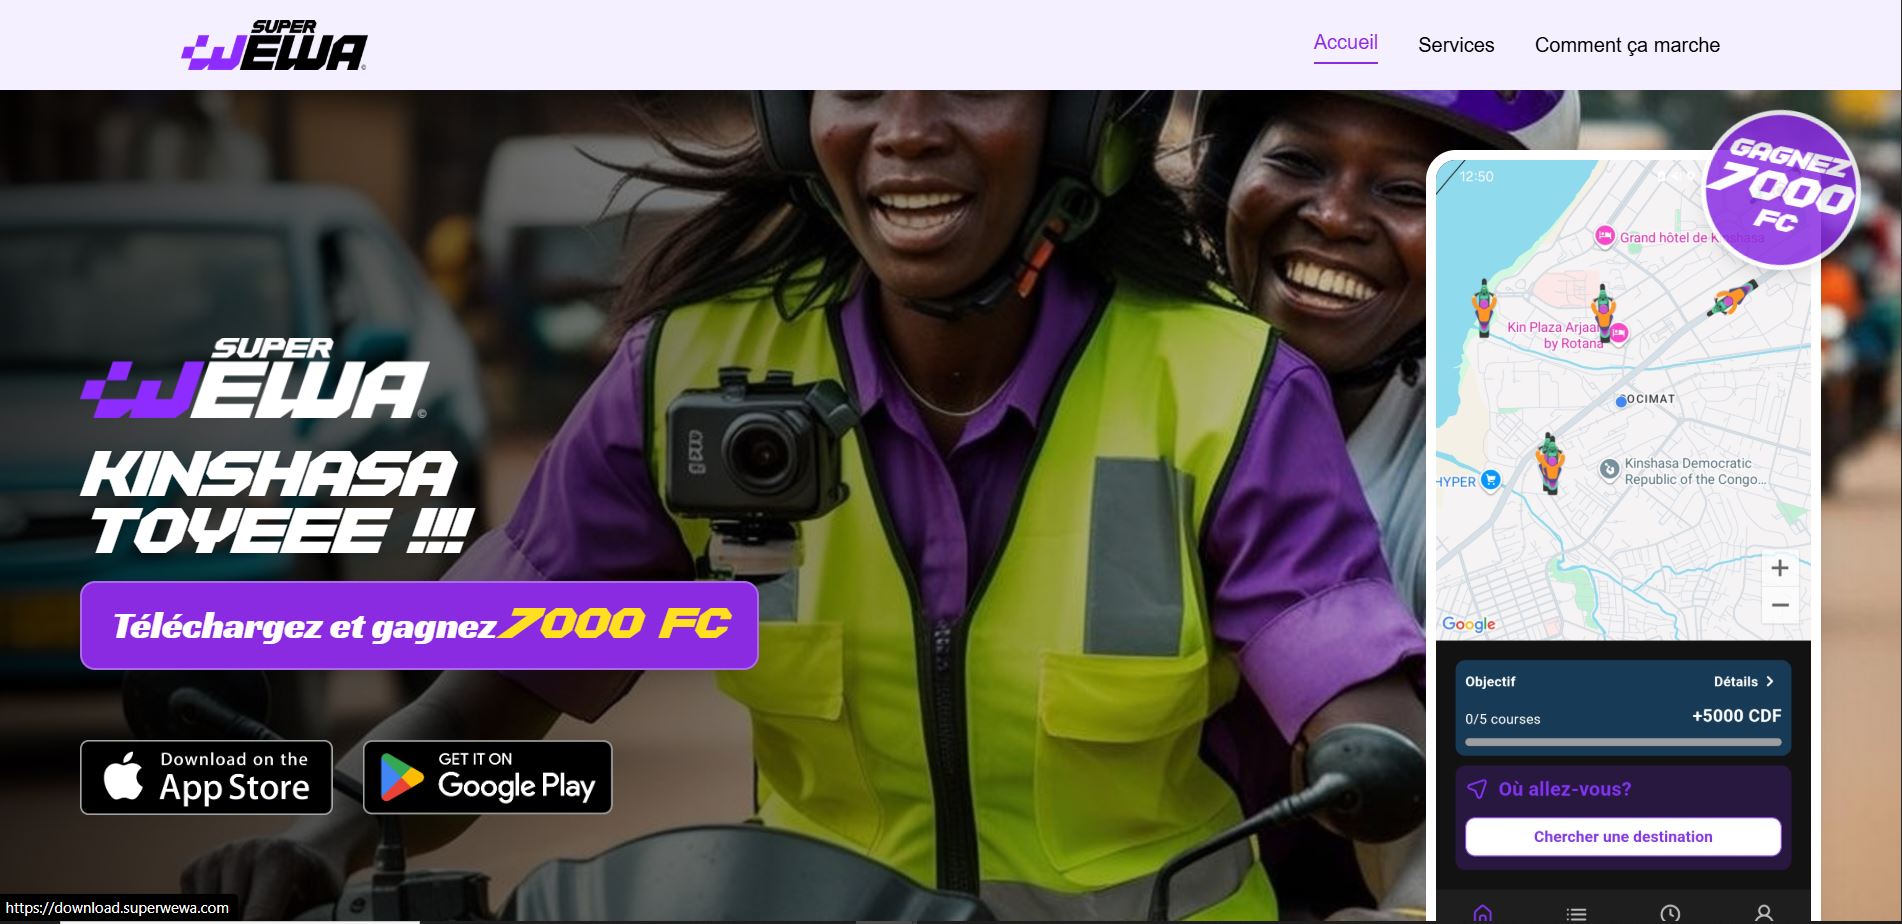 SUPER
WEWA
Accueil
Services
Comment ça marche
SUPER
WEWA©
KINSHASA
TOYEEE !!!
Téléchargez et gagnez 7000 FC
Download on the
App Store
GET IT ON
Google Play
GAGNEZ
7000
FC
12:50
Grand hôtel de Kinshasa
Kin Plaza Arjaan
by Rotana
SOCIMAT
Kinshasa Democratic
Republic of the Congo...
HYPER
+
−
Google
Objectif
Détails >
0/5 courses
+5000 CDF
Où allez-vous?
Chercher une destination
https://download.superwewa.com